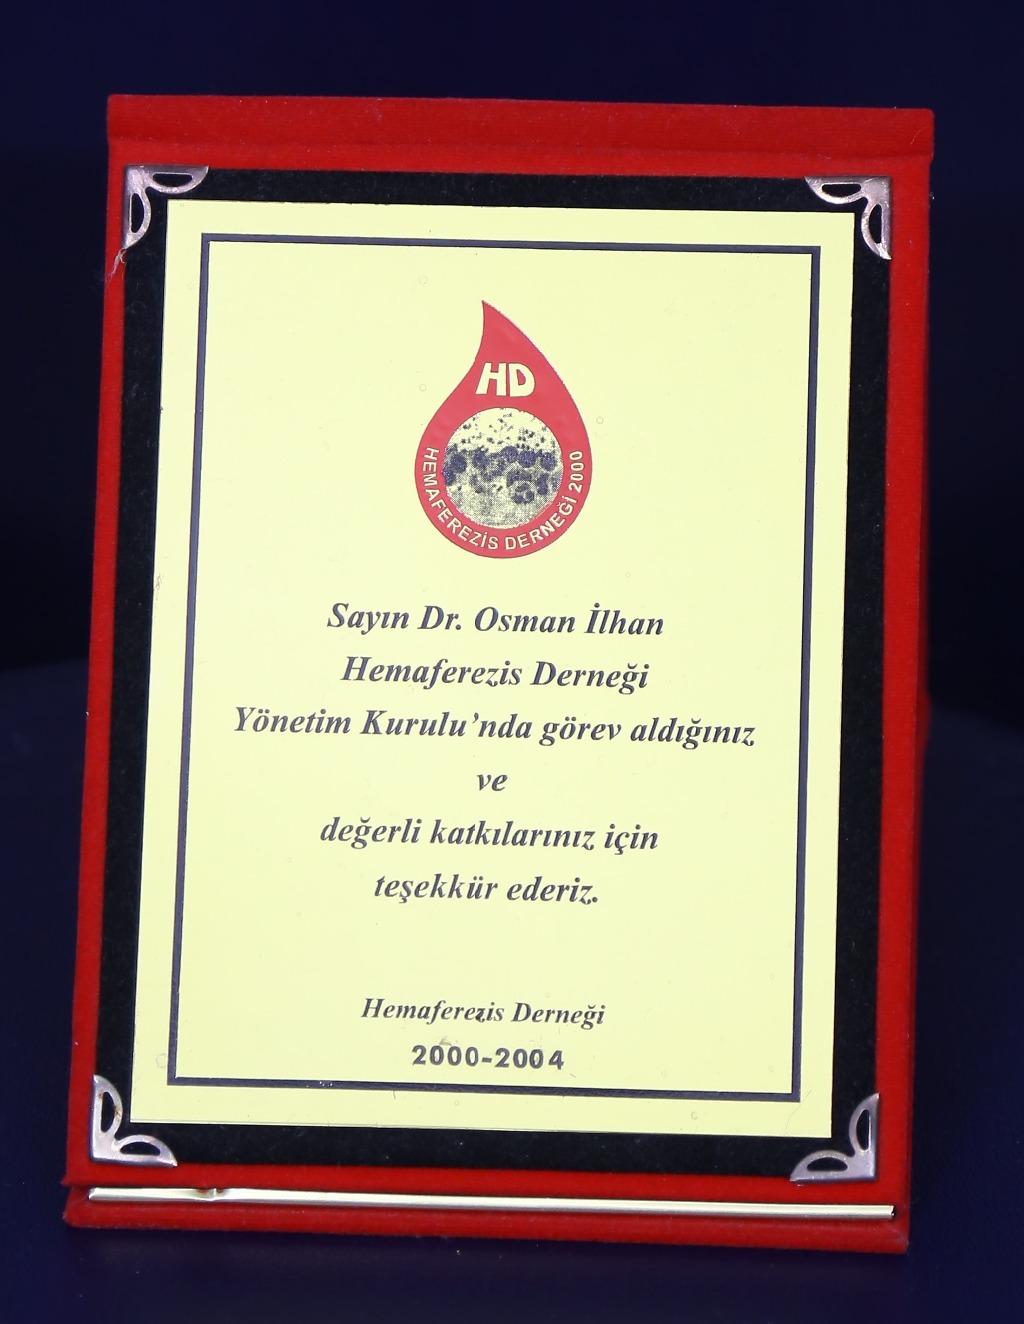 HD
HEMAFEREZİS DERNEĞİ 2000
Sayın Dr. Osman İlhan
Hemaferezis Derneği
Yönetim Kurulu'nda görev aldığınız
ve
değerli katkılarınız için
teşekkür ederiz.
Hemaferezis Derneği
2000-2004